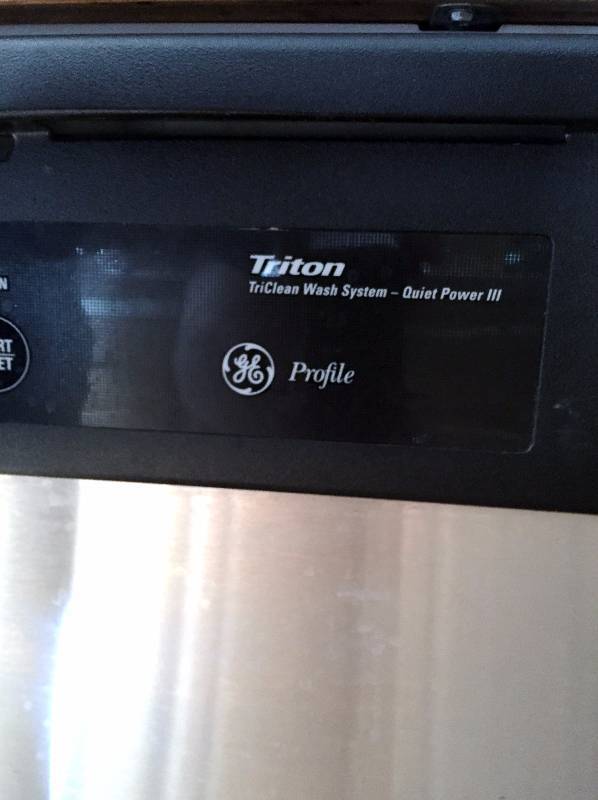 Triton
TriClean Wash System – Quiet Power III
GE Profile